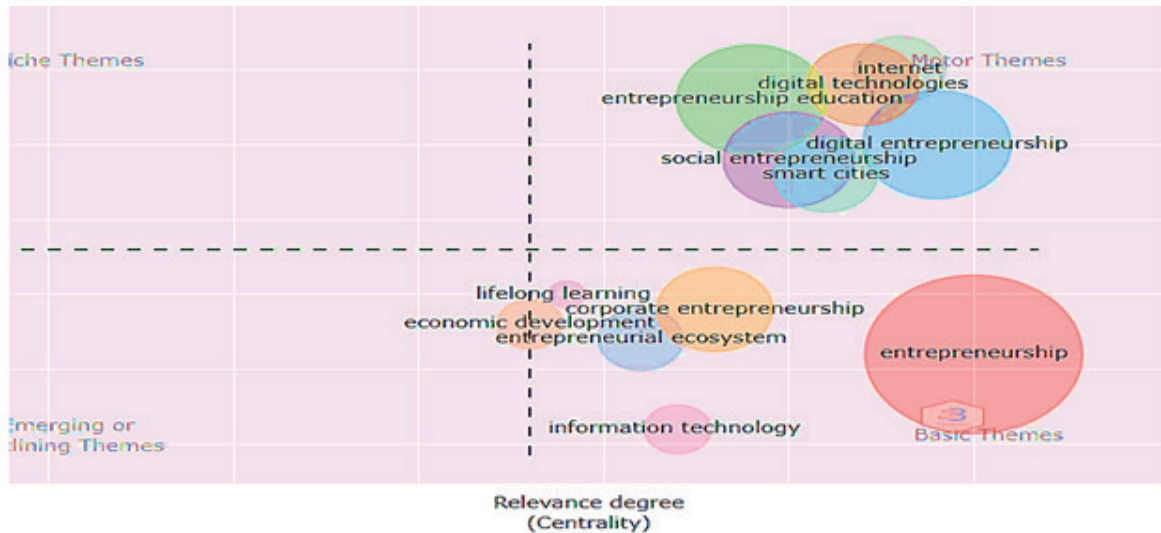 iche Themes
Motor Themes
internet
digital technologies
entrepreneurship education
digital entrepreneurship
social entrepreneurship
smart cities
lifelong learning
corporate entrepreneurship
economic development
entrepreneurial ecosystem
entrepreneurship
information technology
Emerging or
clining Themes
Basic Themes
Relevance degree
(Centrality)